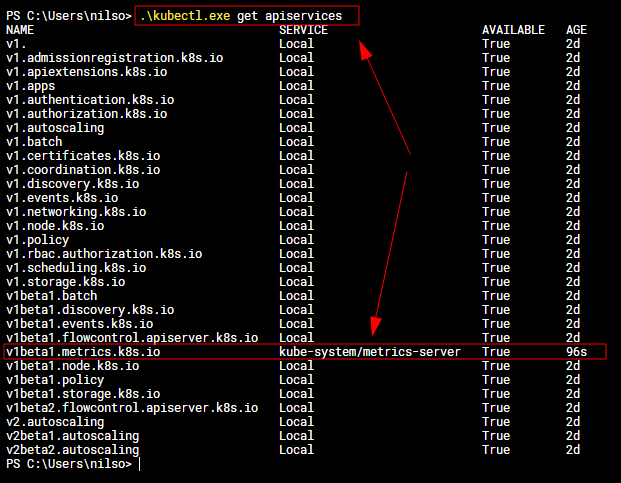 PS C:\Users\nilso> .\kubectl.exe get apiservices
NAME SERVICE AVAILABLE AGE
v1. Local True 2d
v1.admissionregistration.k8s.io Local True 2d
v1.apiextensions.k8s.io Local True 2d
v1.apps Local True 2d
v1.authentication.k8s.io Local True 2d
v1.authorization.k8s.io Local True 2d
v1.autoscaling Local True 2d
v1.batch Local True 2d
v1.certificates.k8s.io Local True 2d
v1.coordination.k8s.io Local True 2d
v1.discovery.k8s.io Local True 2d
v1.events.k8s.io Local True 2d
v1.networking.k8s.io Local True 2d
v1.node.k8s.io Local True 2d
v1.policy Local True 2d
v1.rbac.authorization.k8s.io Local True 2d
v1.scheduling.k8s.io Local True 2d
v1.storage.k8s.io Local True 2d
v1beta1.batch Local True 2d
v1beta1.discovery.k8s.io Local True 2d
v1beta1.events.k8s.io Local True 2d
v1beta1.flowcontrol.apiserver.k8s.io Local True 2d
v1beta1.metrics.k8s.io kube-system/metrics-server True 96s
v1beta1.node.k8s.io Local True 2d
v1beta1.policy Local True 2d
v1beta1.storage.k8s.io Local True 2d
v1beta2.flowcontrol.apiserver.k8s.io Local True 2d
v2.autoscaling Local True 2d
v2beta1.autoscaling Local True 2d
v2beta2.autoscaling Local True 2d
PS C:\Users\nilso>